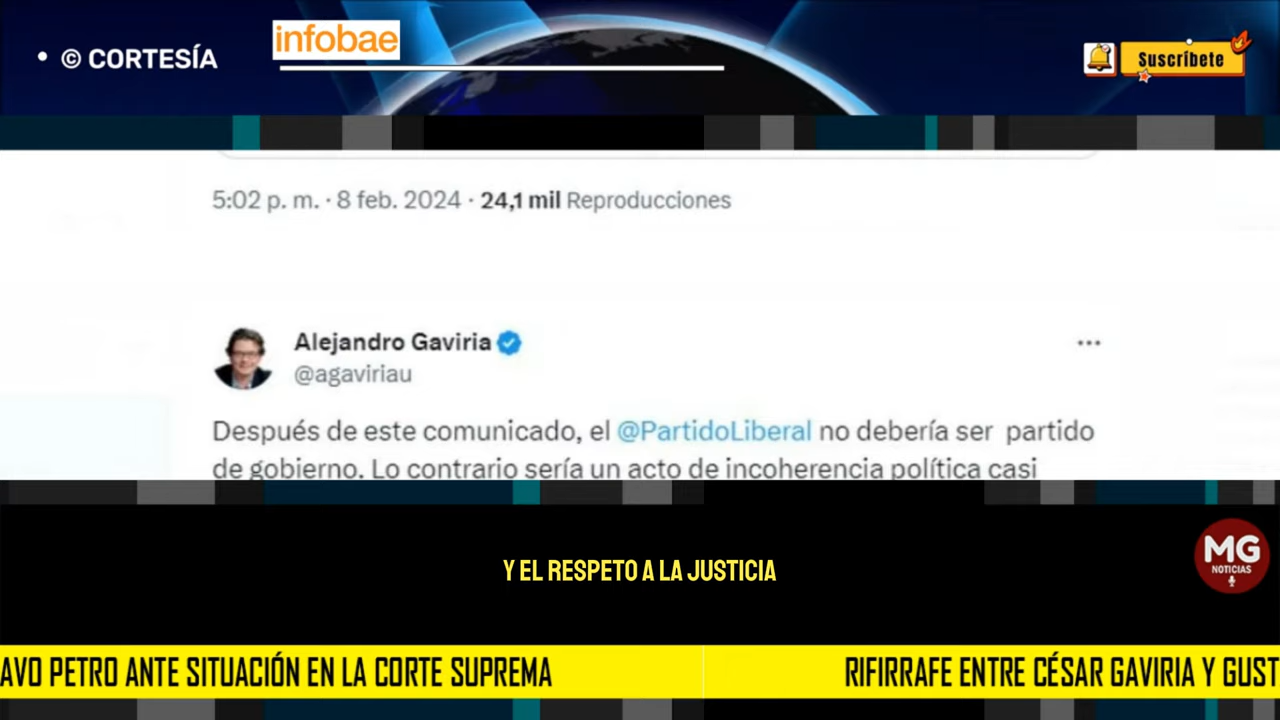 • © CORTESÍA
infobae
Suscríbete
5:02 p. m. · 8 feb. 2024 · 24,1 mil Reproducciones
Alejandro Gaviria
@agaviriau
Después de este comunicado, el @PartidoLiberal no debería ser partido
de gobierno. Lo contrario sería un acto de incoherencia política casi
Y EL RESPETO A LA JUSTICIA
MG
NOTICIAS
AVO PETRO ANTE SITUACIÓN EN LA CORTE SUPREMA
RIFIRRAFE ENTRE CÉSAR GAVIRIA Y GUST